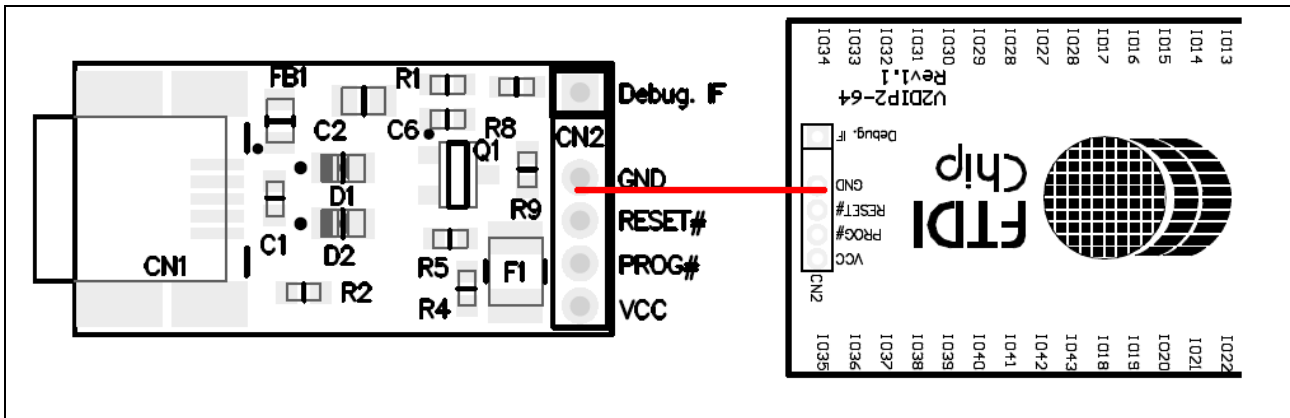 FB1
R1
C2
C6
R8
Q1
D1
R9
C1
D2
CN1
R2
R5
R4
F1
CN2
Debug. IF
GND
RESET#
PROG#
VCC
IO34
IO33
IO32
IO31
IO30
IO29
IO28
IO27
IO28
IO17
IO16
IO15
IO14
IO13
V2DIP2-64
Rev1.1
Debug. IF
GND
RESET#
PROG#
VCC
CN2
FTDI
Chip
IO35
IO36
IO37
IO38
IO39
IO40
IO41
IO42
IO43
IO18
IO19
IO20
IO21
IO22